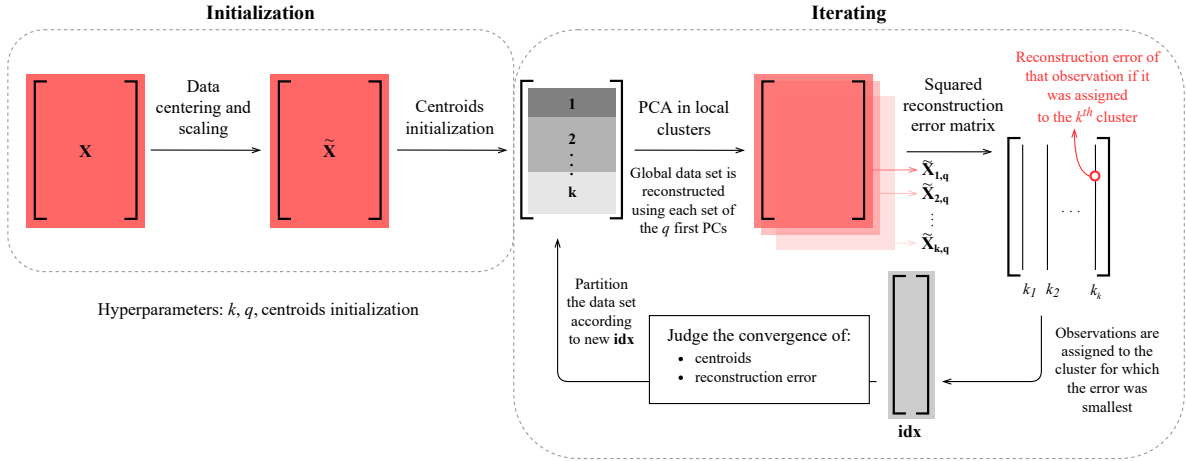 Initialization
Iterating
X
Data
centering and
scaling
X̃
Centroids
initialization
1
2
k
PCA in local
clusters
Global data set is
reconstructed
using each set of
the q first PCs
X̃1,q
X̃2,q
X̃k,q
Squared
reconstruction
error matrix
Reconstruction error of
that observation if it
was assigned
to the kth cluster
. . .
k1 k2 kk
Hyperparameters: k, q, centroids initialization
Partition
the data set
according
to new idx
Judge the convergence of:
• centroids
• reconstruction error
idx
Observations are
assigned to the
cluster for which
the error was
smallest